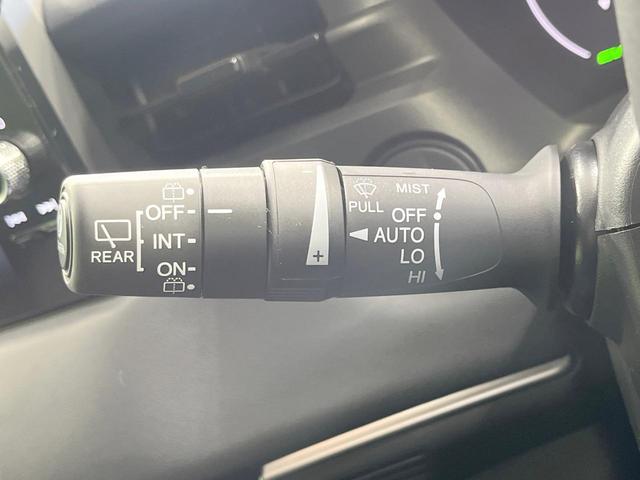 REAR
OFF
INT
ON
+
PULL
MIST
OFF
AUTO
LO
HI